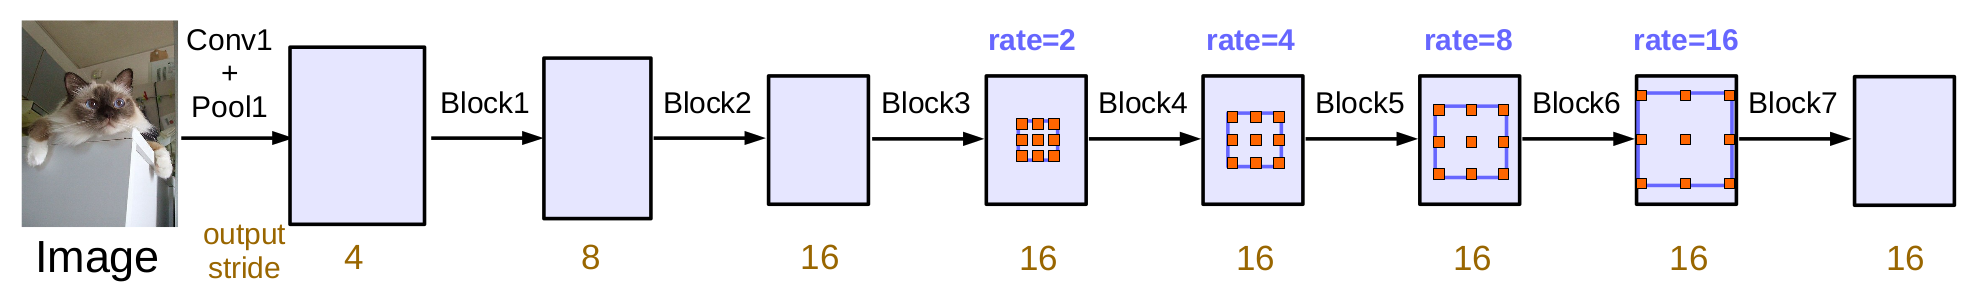 Conv1
+
Pool1
Block1
Block2
Block3
Block4
Block5
Block6
Block7
rate=2
rate=4
rate=8
rate=16
Image
output
stride
4
8
16
16
16
16
16
16